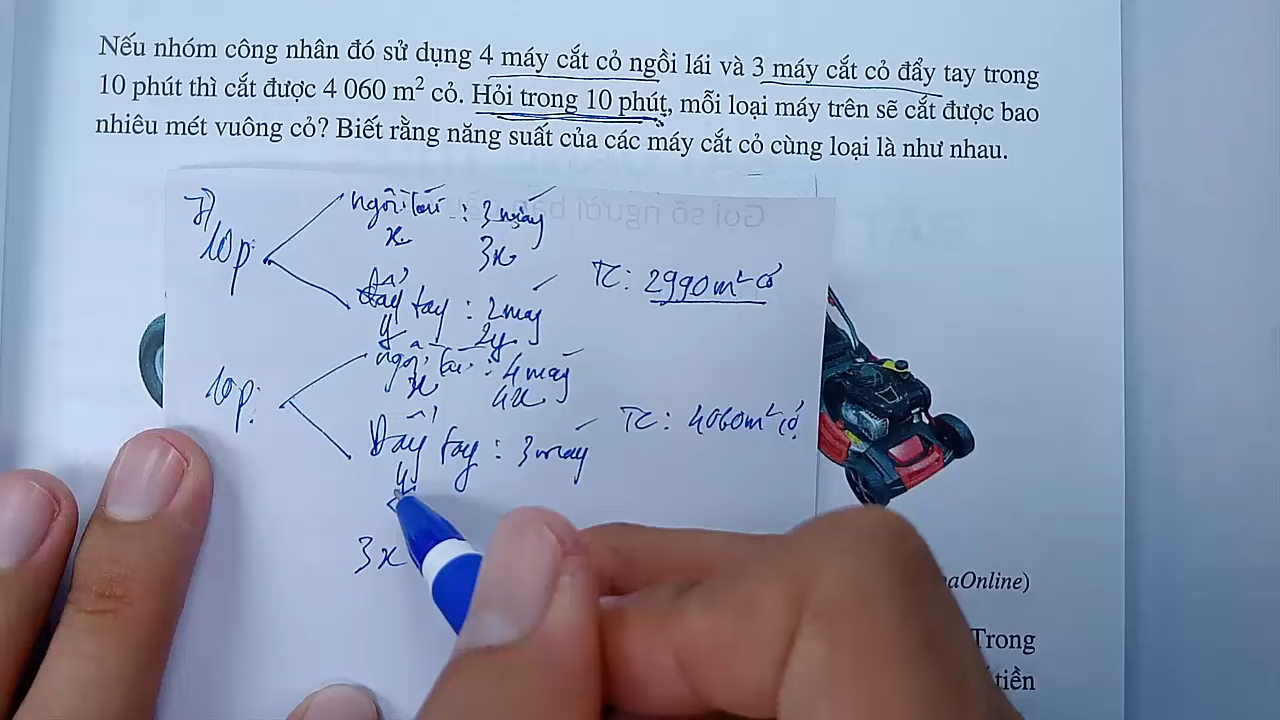 Nếu nhóm công nhân đó sử dụng 4 máy cắt cỏ ngồi lái và 3 máy cắt cỏ đẩy tay trong
10 phút thì cắt được 4 060 m² cỏ. Hỏi trong 10 phút, mỗi loại máy trên sẽ cắt được bao
nhiêu mét vuông cỏ? Biết rằng năng suất của các máy cắt cỏ cùng loại là như nhau.
10p: ngồi lái : 3 máy
x 3x
TC: 2990m² cỏ
đẩy tay : 2 máy
y 2y
10p: ngồi lái : 4 máy
x 4x
TC: 4060m² cỏ
Đẩy tay : 3 máy
y
3x
aOnline)
Trong
tiền